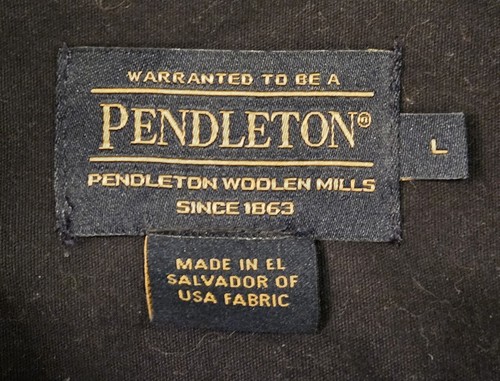 WARRANTED TO BE A
PENDLETON®
PENDLETON WOOLEN MILLS
SINCE 1863
L
MADE IN EL
SALVADOR OF
USA FABRIC